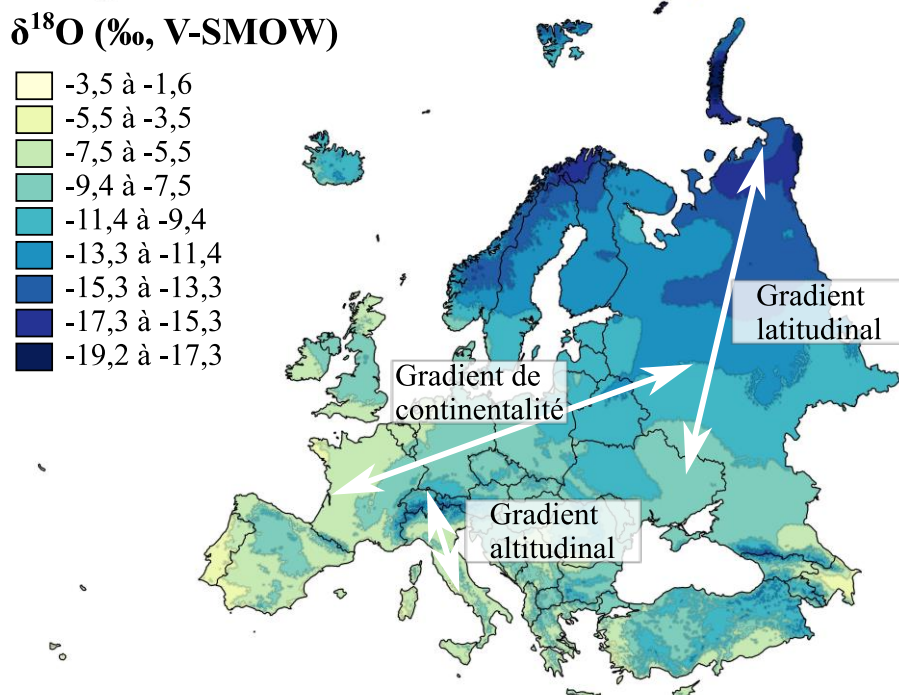 δ¹⁸O (‰, V-SMOW)
-3,5 à -1,6
-5,5 à -3,5
-7,5 à -5,5
-9,4 à -7,5
-11,4 à -9,4
-13,3 à -11,4
-15,3 à -13,3
-17,3 à -15,3
-19,2 à -17,3
Gradient
latitudinal
Gradient de
continentalité
Gradient
altitudinal